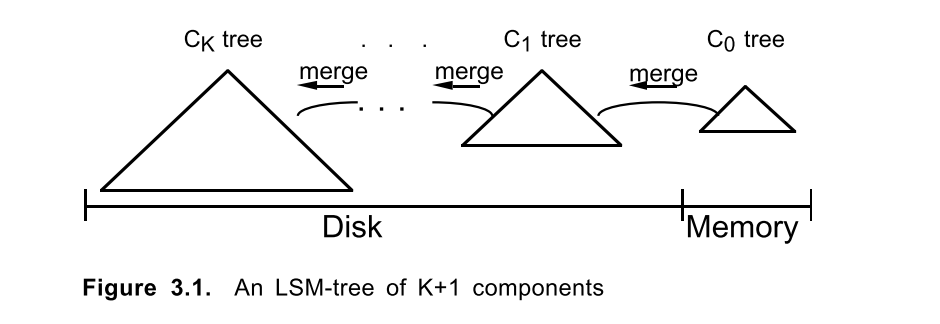 C_K tree . . . C_1 tree C_0 tree
merge merge merge
. . .
Disk Memory
Figure 3.1. An LSM-tree of K+1 components